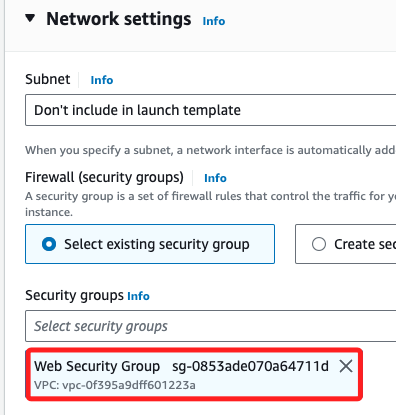 ▼ Network settings Info
Subnet Info
Don't include in launch template
When you specify a subnet, a network interface is automatically add
Firewall (security groups) Info
A security group is a set of firewall rules that control the traffic for
instance.
Select existing security group
Create sec
Security groups Info
Select security groups
Web Security Group sg-0853ade070a64711d
VPC: vpc-0f395a9dff601223a